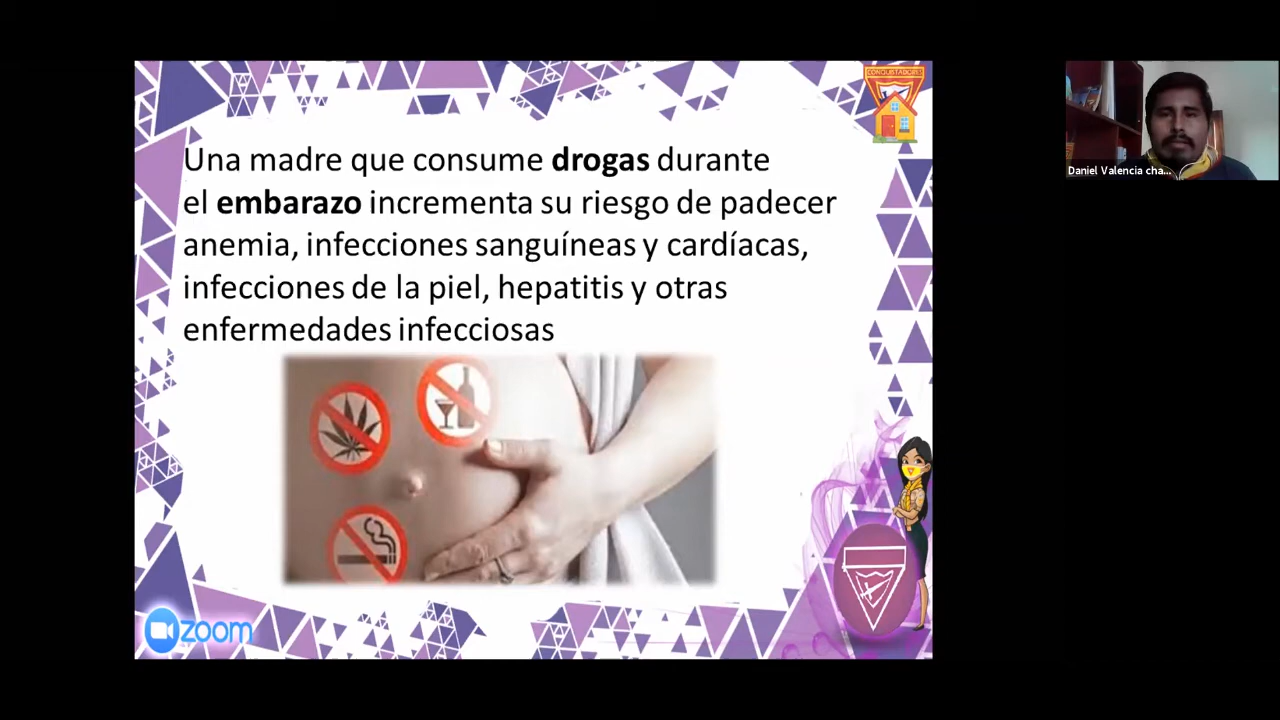 CONQUISTADORES
Una madre que consume drogas durante
el embarazo incrementa su riesgo de padecer
anemia, infecciones sanguíneas y cardíacas,
infecciones de la piel, hepatitis y otras
enfermedades infecciosas
zoom
Daniel Valencia cha...